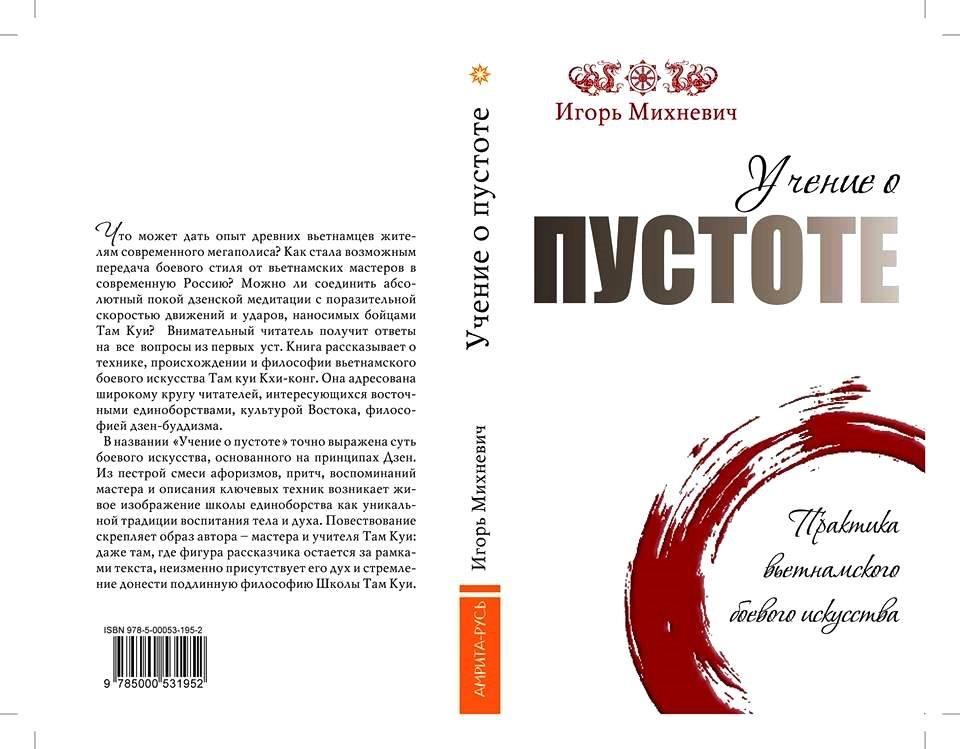 Что может дать опыт древних вьетнамцев жите-
лям современного мегаполиса? Как стала возможным
передача боевого стиля от вьетнамских мастеров в
современную Россию? Можно ли соединить абсо-
лютный покой дзенской медитации с поразительной
скоростью движений и ударов, наносимых бойцами
Там Куи? Внимательный читатель получит ответы
на все вопросы из первых уст. Книга рассказывает о
технике, происхождении и философии вьетнамского
боевого искусства Там куи Кхи-конг. Она адресована
широкому кругу читателей, интересующихся восточ-
ными единоборствами, культурой Востока, филосо-
фией дзен-буддизма.
В названии «Учение о пустоте» точно выражена суть
боевого искусства, основанного на принципах Дзен.
Из пестрой смеси афоризмов, притч, воспоминаний
мастера и описания ключевых техник возникает жи-
вое изображение школы единоборства как уникаль-
ной традиции воспитания тела и духа. Повествование
скрепляет образ автора – мастера и учителя Там Куи:
даже там, где фигура рассказчика остается за рамка-
ми текста, неизменно присутствует его дух и стремле-
ние донести подлинную философию Школы Там Куи.
ISBN 978-5-00053-195-2
9 785000 531952
Учение о пустоте
Игорь Михневич
АМРИТА-РУСЬ
Игорь Михневич
Учение о
ПУСТОТЕ
Практика
вьетнамского
боевого искусства